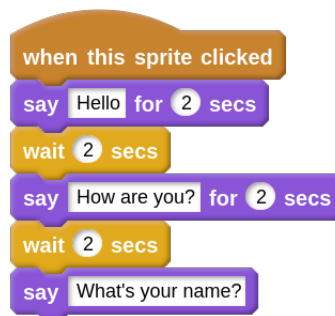 when this sprite clicked
say Hello for 2 secs
wait 2 secs
say How are you? for 2 secs
wait 2 secs
say What's your name?